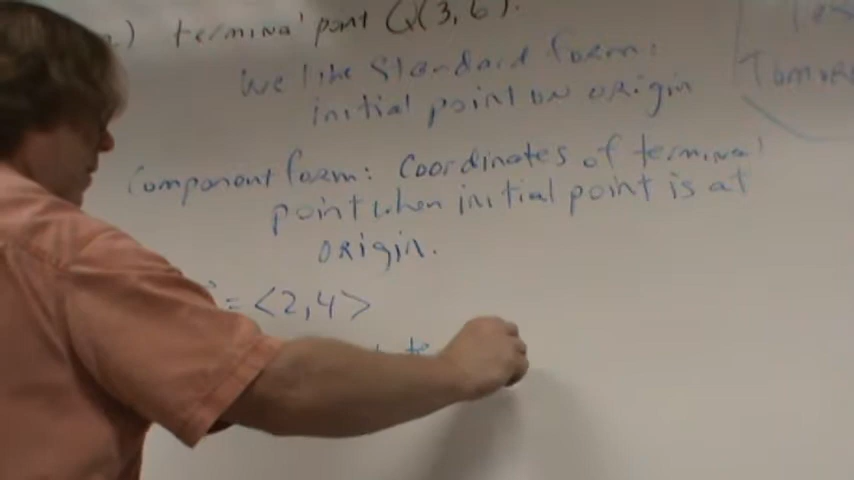 ) terminal point Q(3,6).
We like Standard form:
initial point on origin
Component form: Coordinates of terminal
point when initial point is at
origin.
= <2,4>